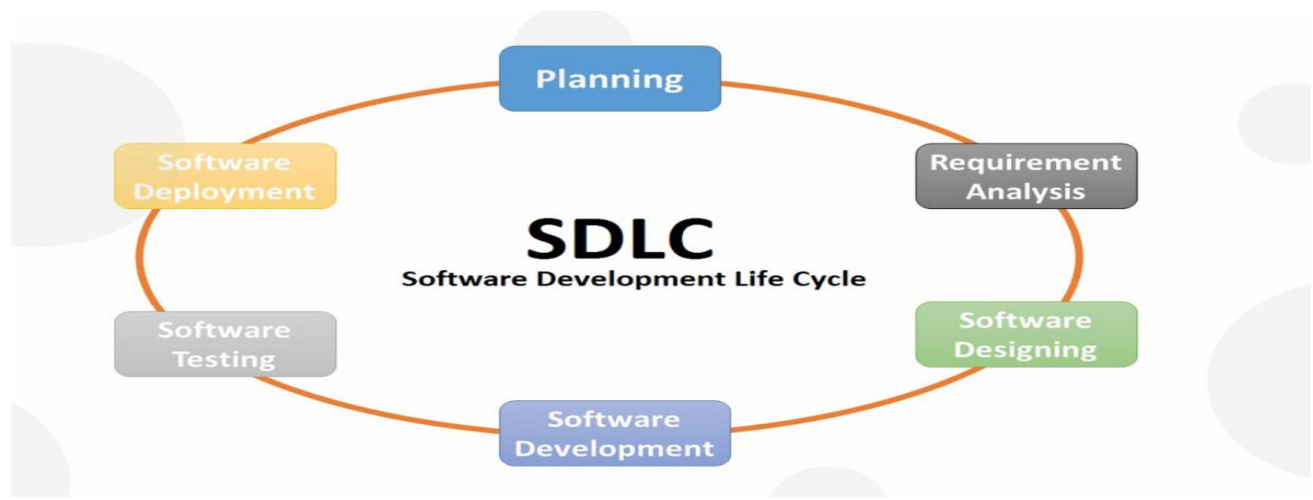 Planning
Requirement
Analysis
Software
Designing
Software
Development
Software
Testing
Software
Deployment
SDLC
Software Development Life Cycle